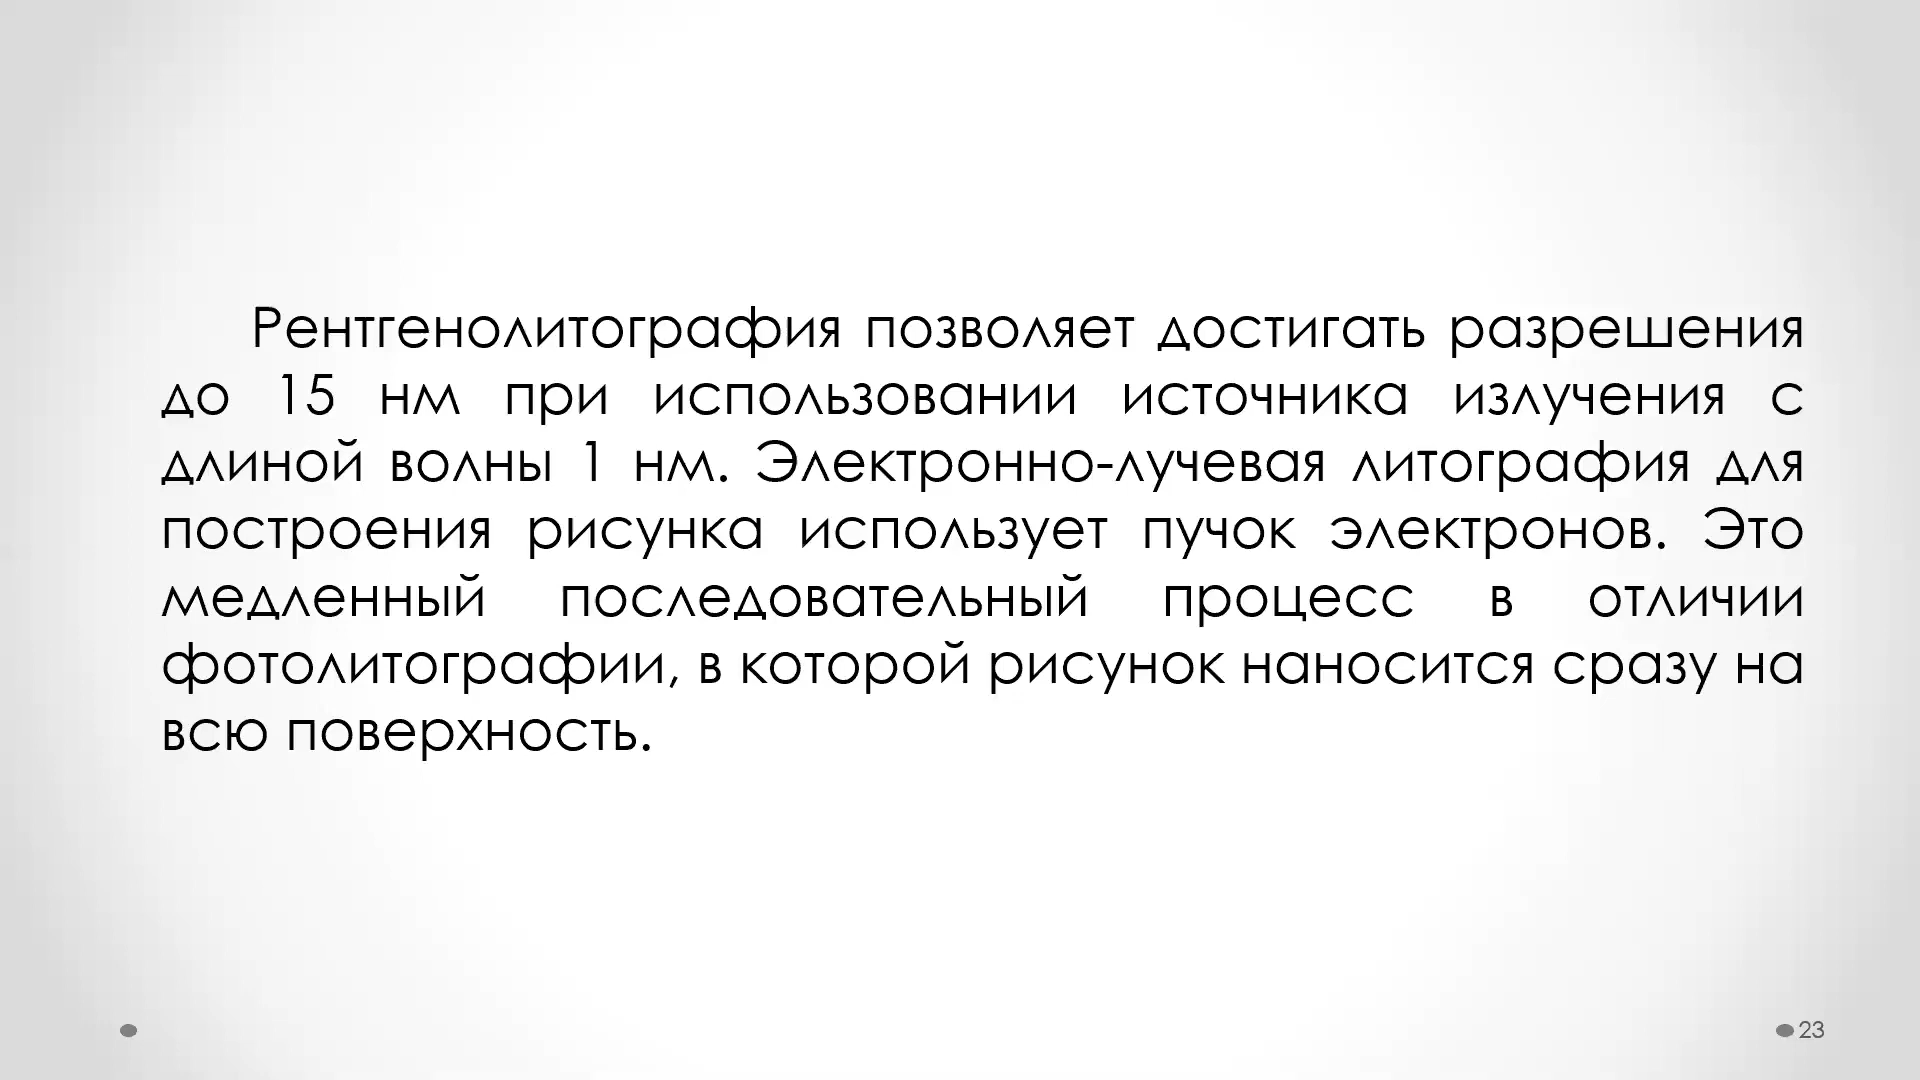 Рентгенолитография позволяет достигать разрешения
до 15 нм при использовании источника излучения с
длиной волны 1 нм. Электронно-лучевая литография для
построения рисунка использует пучок электронов. Это
медленный последовательный процесс в отличии
фотолитографии, в которой рисунок наносится сразу на
всю поверхность.
23